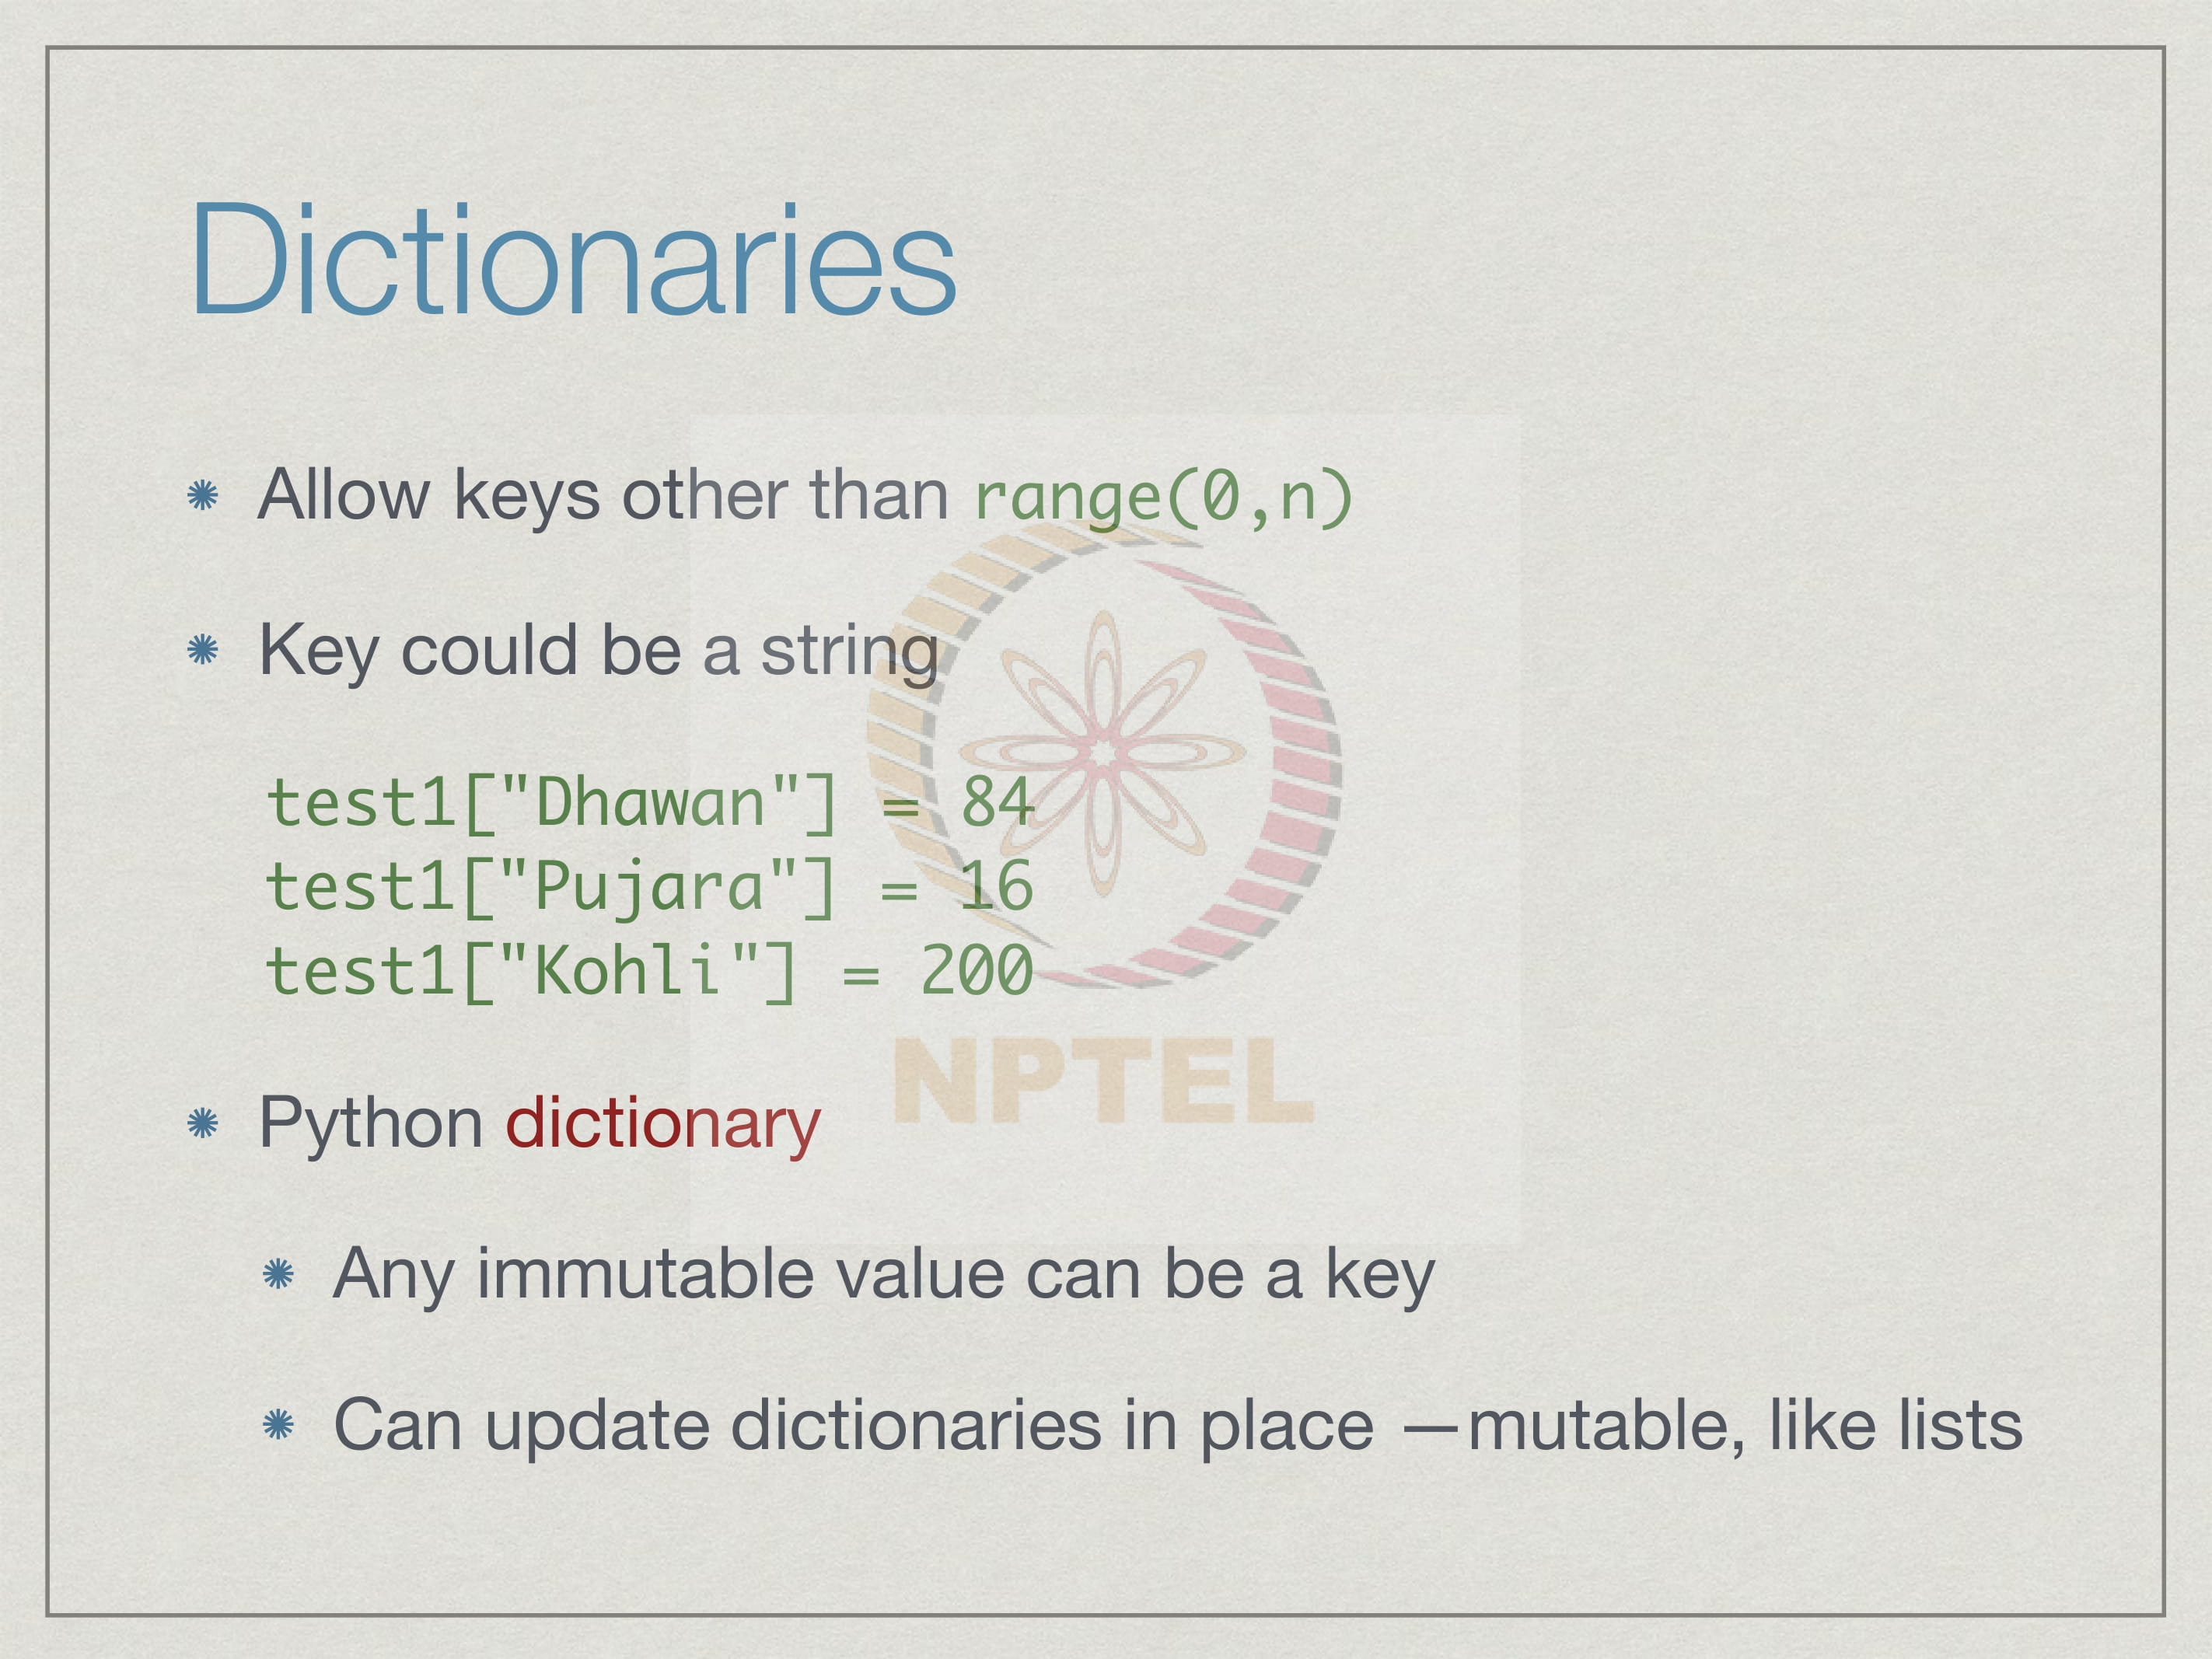 Dictionaries
Allow keys other than range(0,n)
Key could be a string
test1["Dhawan"] = 84
test1["Pujara"] = 16
test1["Kohli"] = 200
NPTEL
Python dictionary
Any immutable value can be a key
Can update dictionaries in place —mutable, like lists